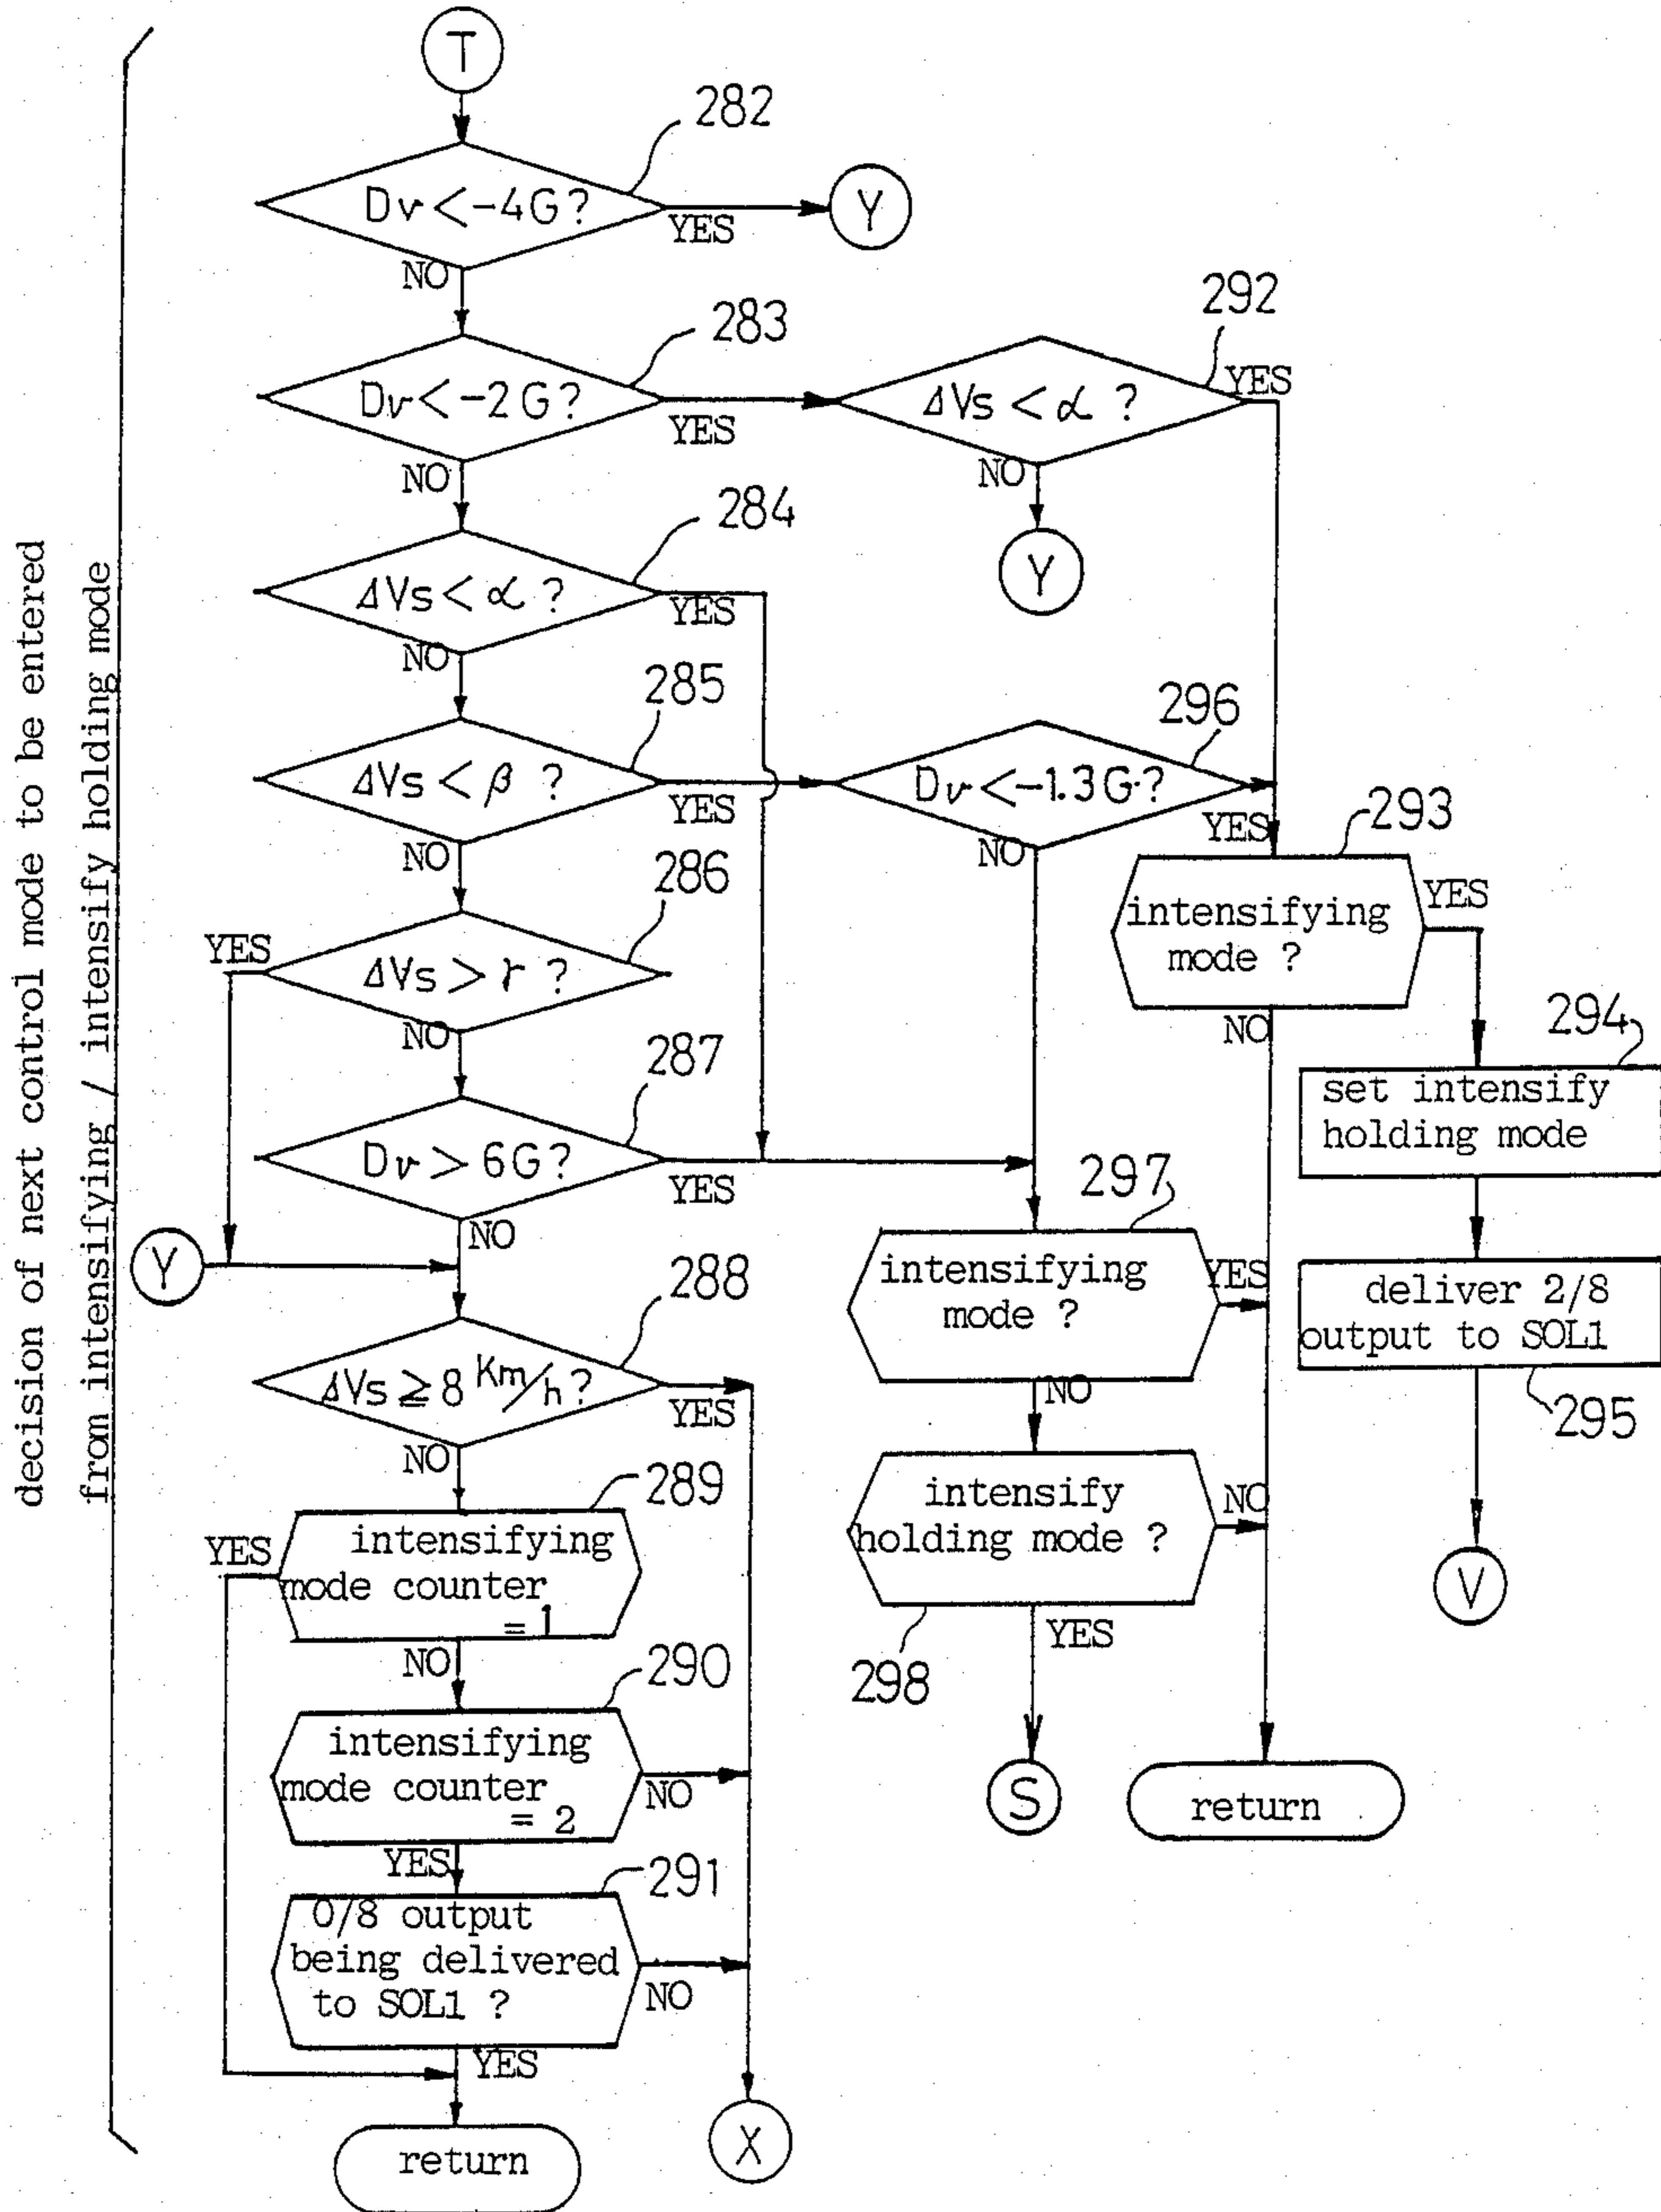 decision of next control mode to be entered
from intensifying / intensify holding mode
T
282
Dv < -4G ?
YES
Y
NO
283
Dv < -2G ?
YES
NO
292
ΔVs < α ?
YES
NO
Y
284
ΔVs < α ?
YES
NO
285
ΔVs < β ?
YES
NO
296
Dv < -1.3G ?
YES
NO
293
intensifying
mode ?
YES
NO
286
ΔVs > r ?
YES
NO
294
set intensify
holding mode
287
Dv > 6G ?
YES
NO
Y
297
intensifying
mode ?
YES
NO
deliver 2/8
output to SOL1
295
288
ΔVs ≧ 8 Km/h ?
YES
NO
298
intensify
holding mode ?
NO
YES
V
289
intensifying
mode counter
= 1
YES
NO
290
intensifying
mode counter
= 2
NO
YES
S
return
291
0/8 output
being delivered
to SOL1 ?
NO
YES
return
X